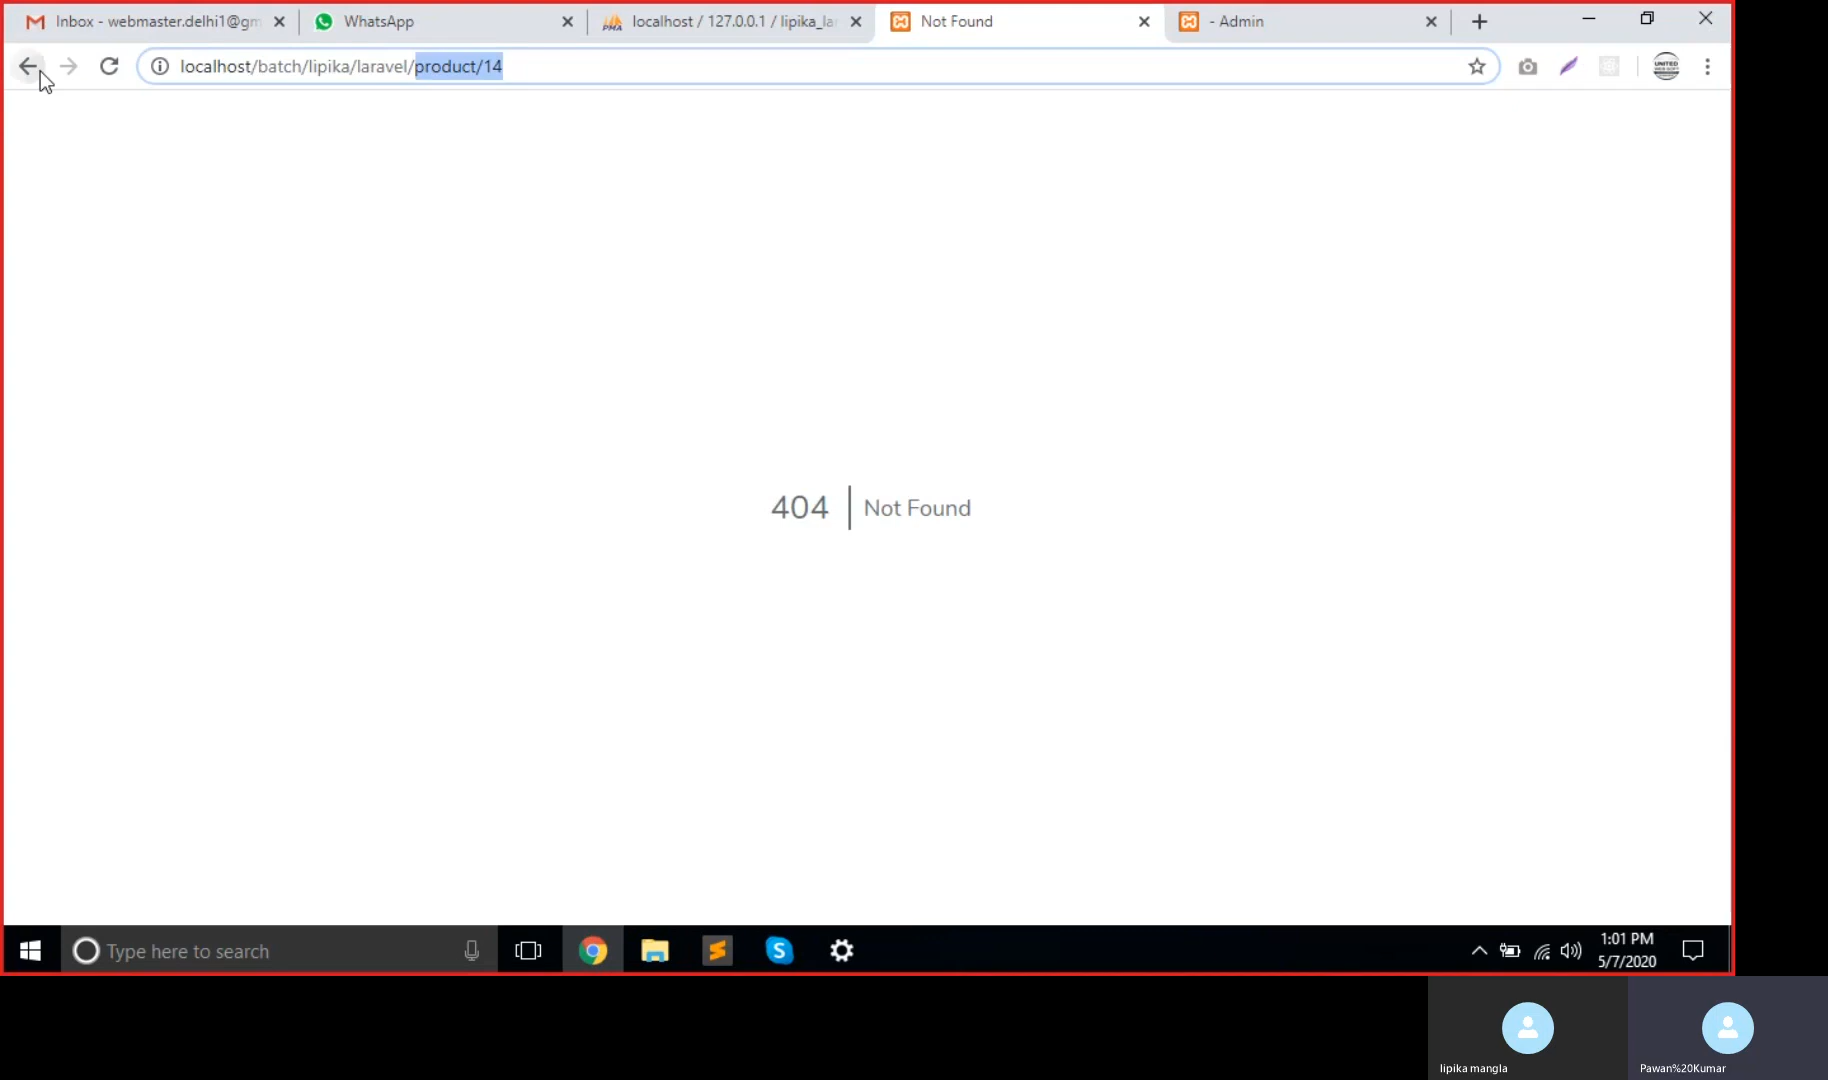 Inbox - webmaster.delhi1@gm
WhatsApp
localhost / 127.0.0.1 / lipika_la
Not Found
- Admin
localhost/batch/lipika/laravel/product/14
404 | Not Found
Type here to search
1:01 PM
5/7/2020
lipika mangla
Pawan%20Kumar